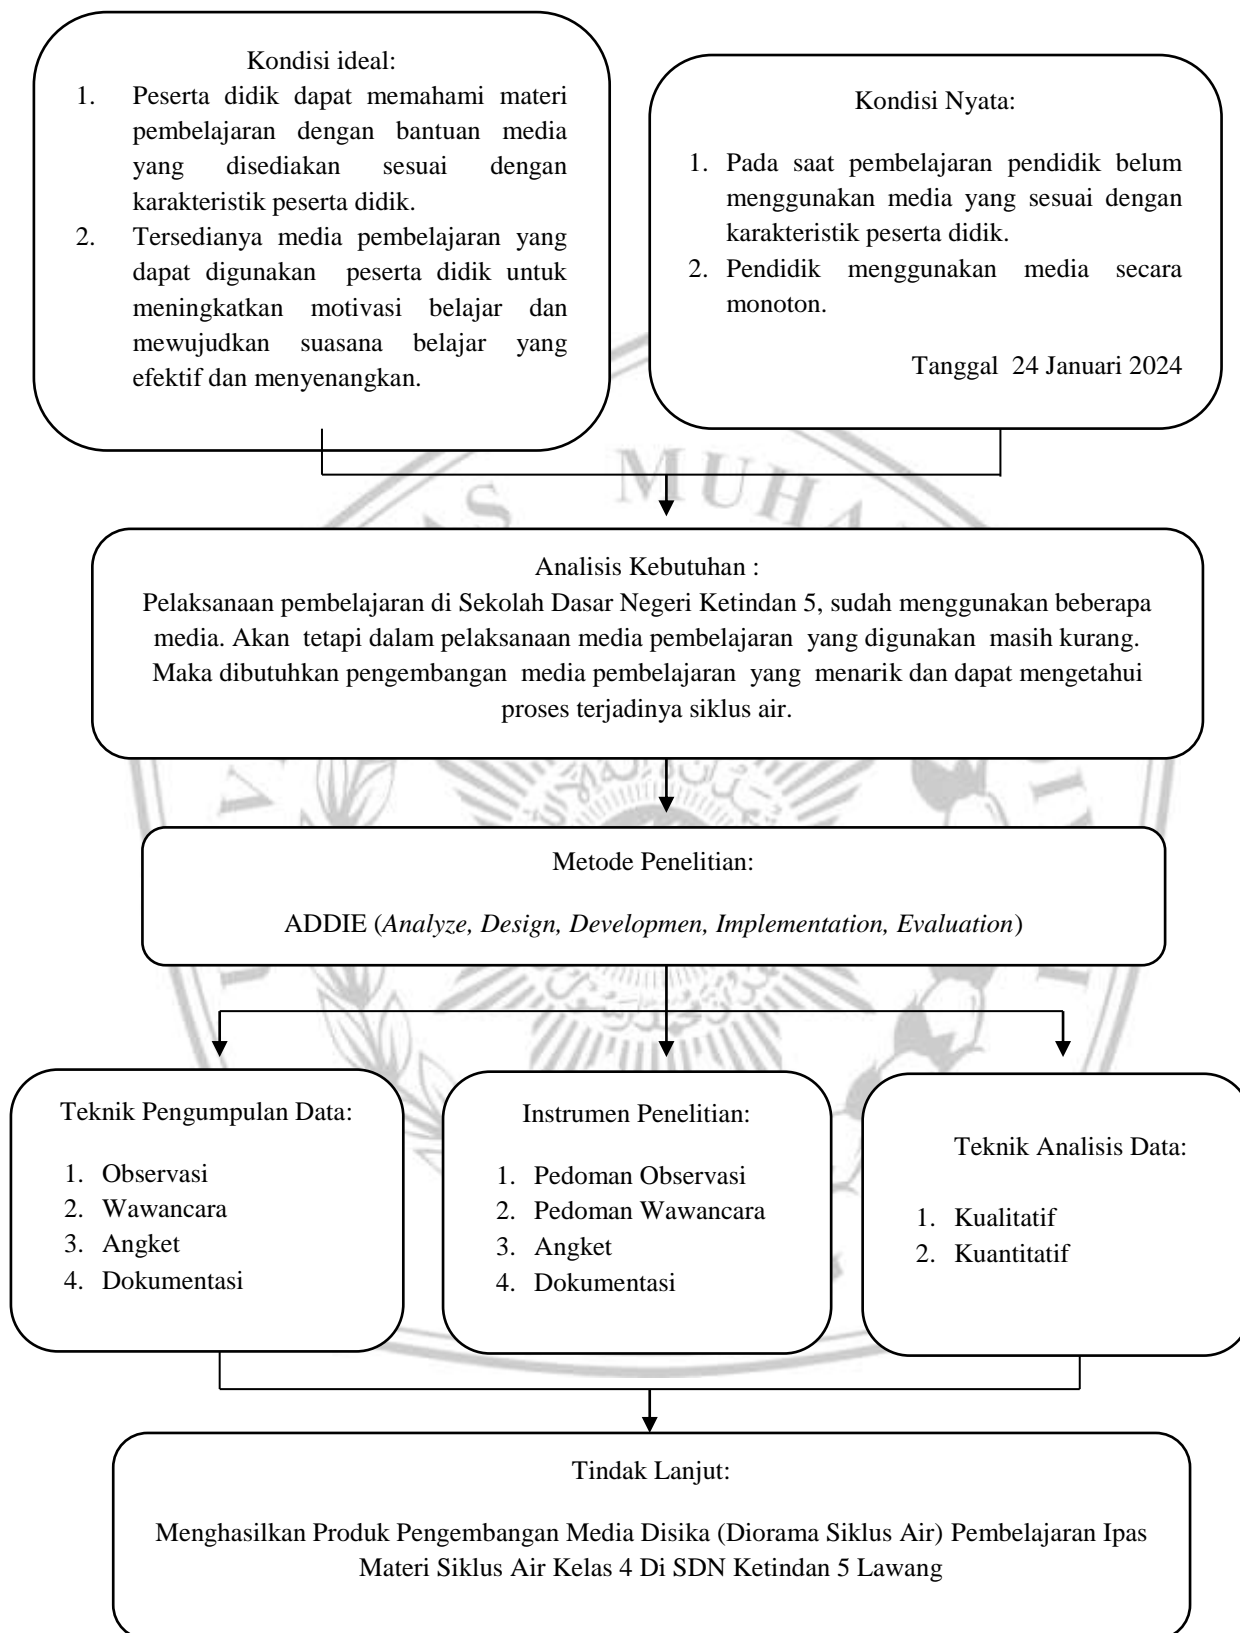 Kondisi ideal:
1. Peserta didik dapat memahami materi
pembelajaran dengan bantuan media
yang disediakan sesuai dengan
karakteristik peserta didik.
2. Tersedianya media pembelajaran yang
dapat digunakan peserta didik untuk
meningkatkan motivasi belajar dan
mewujudkan suasana belajar yang
efektif dan menyenangkan.
Kondisi Nyata:
1. Pada saat pembelajaran pendidik belum
menggunakan media yang sesuai dengan
karakteristik peserta didik.
2. Pendidik menggunakan media secara
monoton.
Tanggal 24 Januari 2024
MUHA
Analisis Kebutuhan :
Pelaksanaan pembelajaran di Sekolah Dasar Negeri Ketindan 5, sudah menggunakan beberapa
media. Akan tetapi dalam pelaksanaan media pembelajaran yang digunakan masih kurang.
Maka dibutuhkan pengembangan media pembelajaran yang menarik dan dapat mengetahui
proses terjadinya siklus air.
Metode Penelitian:
ADDIE (Analyze, Design, Developmen, Implementation, Evaluation)
Teknik Pengumpulan Data:
1. Observasi
2. Wawancara
3. Angket
4. Dokumentasi
Instrumen Penelitian:
1. Pedoman Observasi
2. Pedoman Wawancara
3. Angket
4. Dokumentasi
Teknik Analisis Data:
1. Kualitatif
2. Kuantitatif
Tindak Lanjut:
Menghasilkan Produk Pengembangan Media Disika (Diorama Siklus Air) Pembelajaran Ipas
Materi Siklus Air Kelas 4 Di SDN Ketindan 5 Lawang